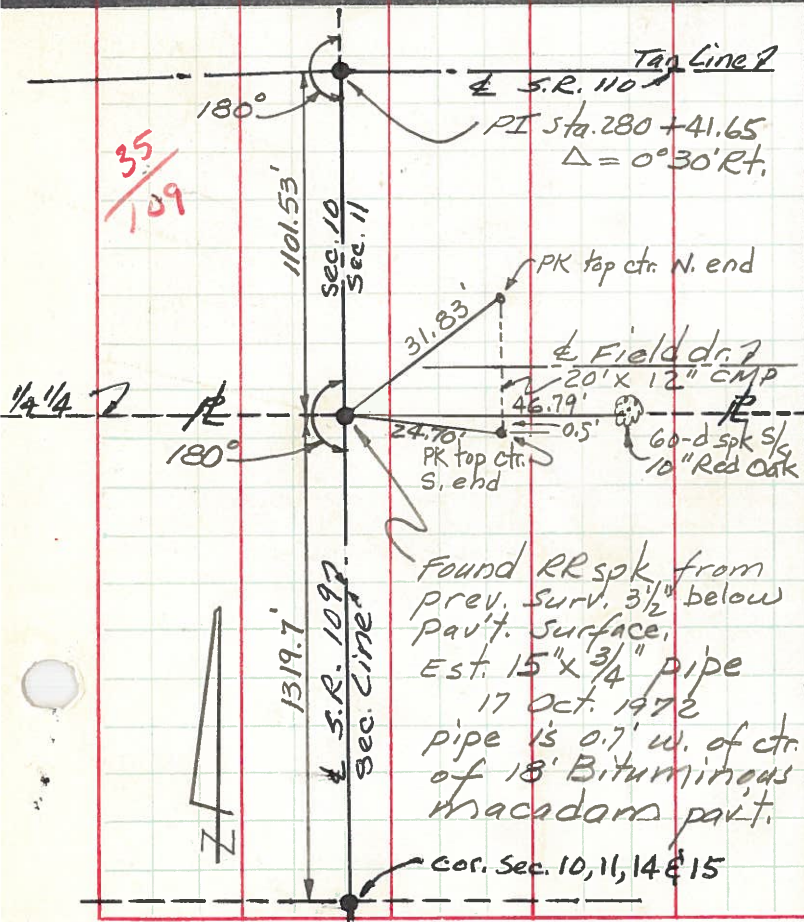 Tan Line
℄ S.R. 110
180°
PI sta. 280 + 41.65
Δ = 0°30' Rt.
35/109
1101.53'
Sec. 10
Sec. 11
PK top ctr. N. end
31.83'
℄ Field dr.
20' x 12" CMP
1/4 1/4
PL
46.79'
PL
24.70'
0.5'
180°
PK top ctr.
S. end
60-d spk S/s
10" Red Oak
Found RR spk from
prev. surv. 3 1/2" below
pav't. surface.
Est. 15" x 3/4" pipe
17 Oct. 1972
pipe is 0.7' w. of ctr.
of 18' Bituminous
macadam pav't.
1319.7'
℄ S.R. 109
Sec. Line
Z
cor. Sec. 10, 11, 14 & 15